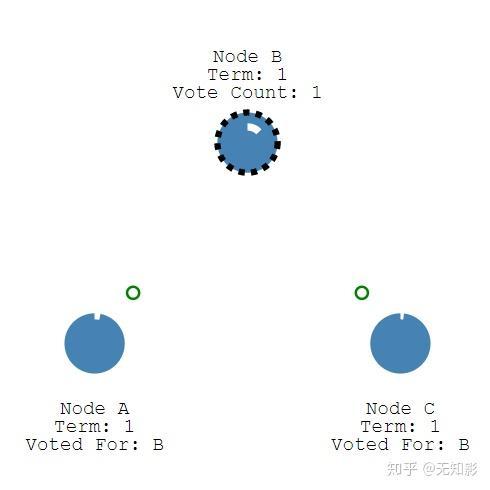 Node B
Term: 1
Vote Count: 1
Node A
Term: 1
Voted For: B
Node C
Term: 1
Voted For: B
知乎 @无知影